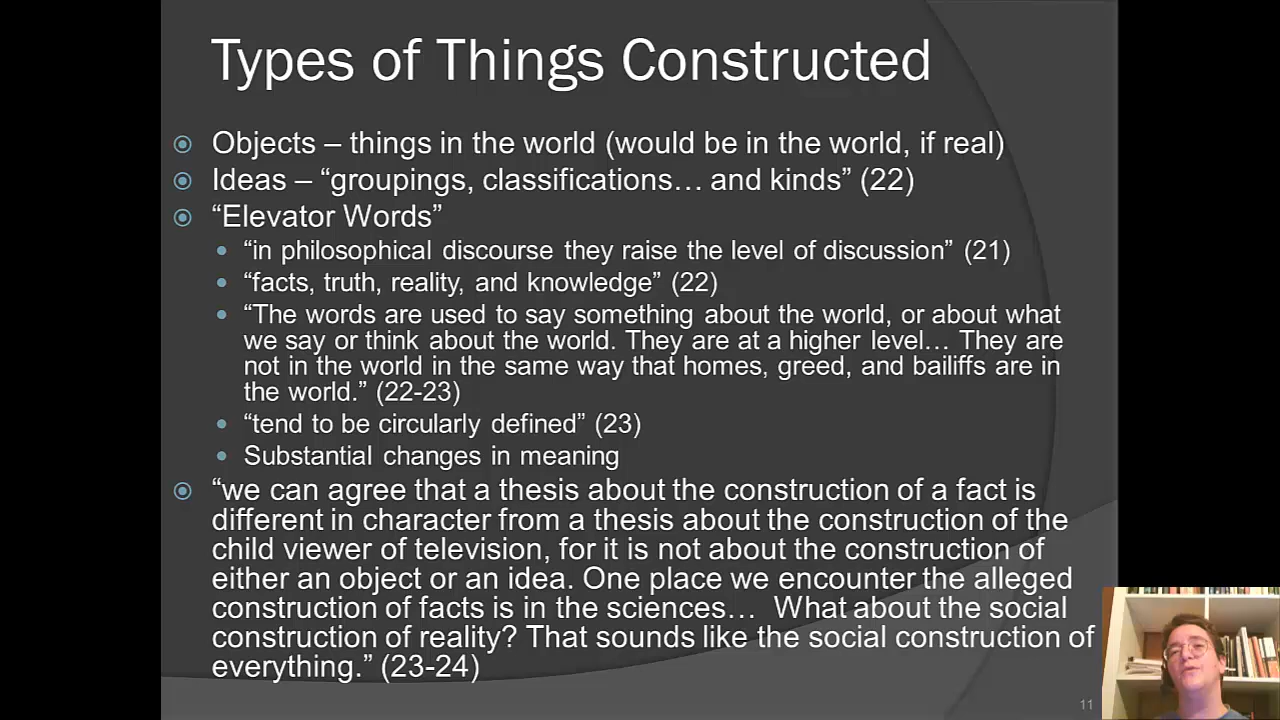 Types of Things Constructed
Objects – things in the world (would be in the world, if real)
Ideas – “groupings, classifications… and kinds” (22)
“Elevator Words”
“in philosophical discourse they raise the level of discussion” (21)
“facts, truth, reality, and knowledge” (22)
“The words are used to say something about the world, or about what
we say or think about the world. They are at a higher level… They are
not in the world in the same way that homes, greed, and bailiffs are in
the world.” (22-23)
“tend to be circularly defined” (23)
Substantial changes in meaning
“we can agree that a thesis about the construction of a fact is
different in character from a thesis about the construction of the
child viewer of television, for it is not about the construction of
either an object or an idea. One place we encounter the alleged
construction of facts is in the sciences… What about the social
construction of reality? That sounds like the social construction of
everything.” (23-24)
11